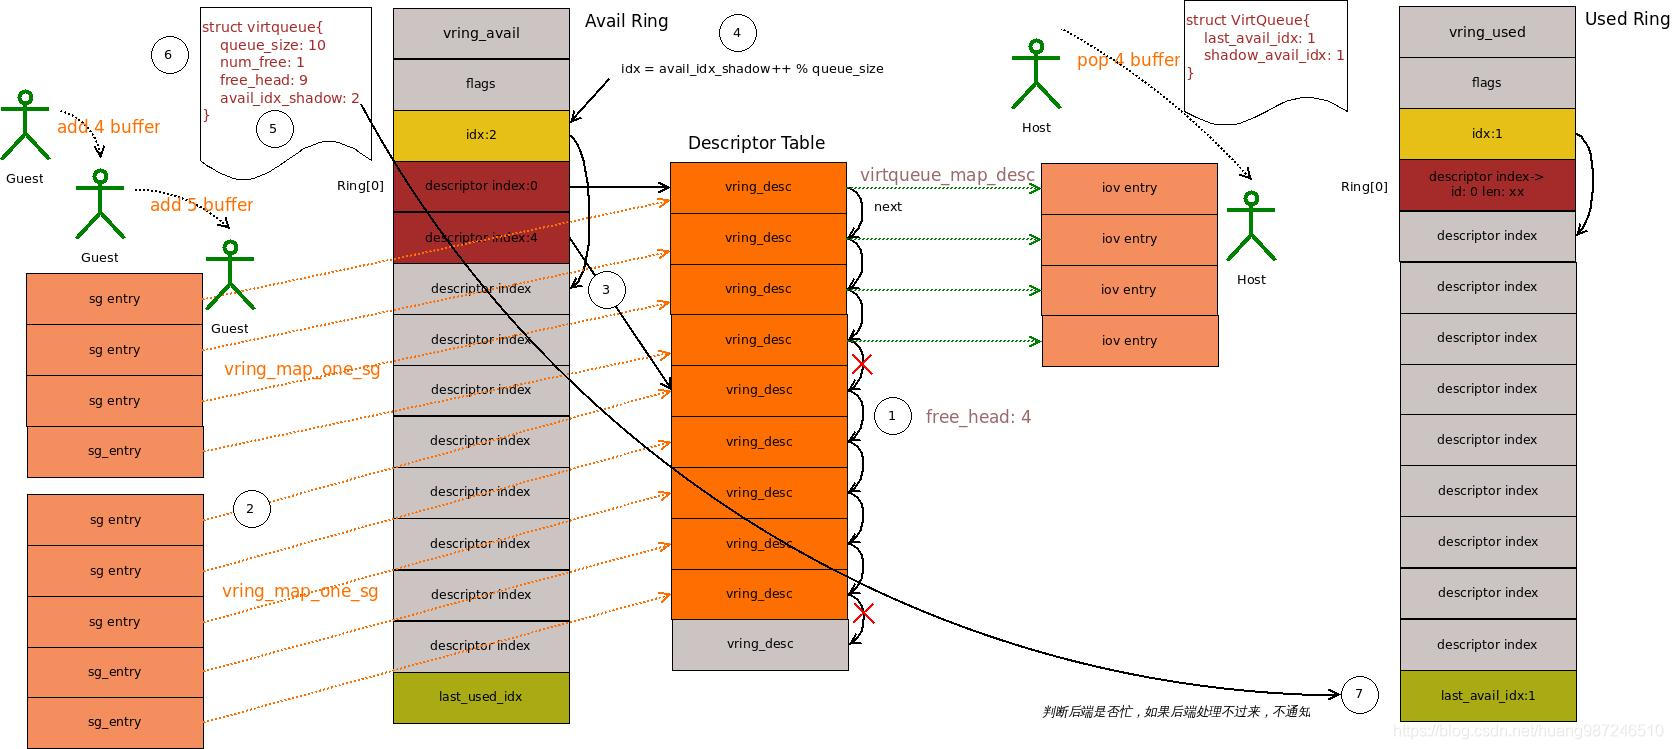 struct virtqueue{
queue_size: 10
num_free: 1
free_head: 9
avail_idx_shadow: 2
}
6
5
add 4 buffer
Guest
add 5 buffer
Guest
Guest
sg entry
sg entry
sg entry
sg_entry
vring_map_one_sg
sg entry
sg entry
sg entry
sg_entry
sg_entry
2
vring_map_one_sg
Avail Ring
vring_avail
flags
idx:2
Ring[0]
descriptor index:0
descriptor index:4
descriptor index
descriptor index
descriptor index
descriptor index
descriptor index
descriptor index
descriptor index
descriptor index
last_used_idx
4
idx = avail_idx_shadow++ % queue_size
3
Descriptor Table
vring_desc
vring_desc
vring_desc
vring_desc
vring_desc
vring_desc
vring_desc
vring_desc
vring_desc
vring_desc
virtqueue_map_desc
next
1
free_head: 4
iov entry
iov entry
iov entry
iov entry
Host
pop 4 buffer
struct VirtQueue{
last_avail_idx: 1
shadow_avail_idx: 1
}
Host
Used Ring
vring_used
flags
idx:1
Ring[0]
descriptor index->
id: 0 len: xx
descriptor index
descriptor index
descriptor index
descriptor index
descriptor index
descriptor index
descriptor index
descriptor index
descriptor index
last_avail_idx:1
7
判断后端是否忙，如果后端处理不过来，不通知
https://blog.csdn.net/huang987246510